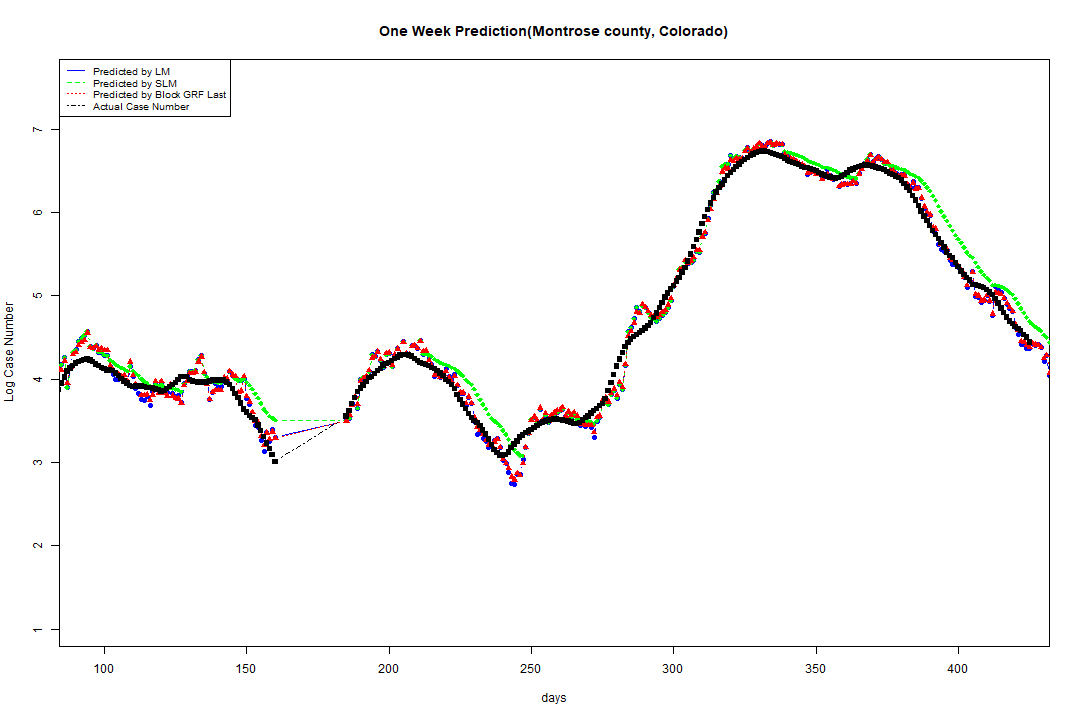 One Week Prediction(Montrose county, Colorado)
Predicted by LM
Predicted by SLM
Predicted by Block GRF Last
Actual Case Number
Log Case Number
7
6
5
4
3
2
1
100 150 200 250 300 350 400
days